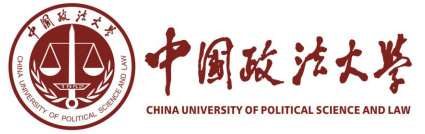 中国政法大学
CHINA UNIVERSITY OF POLITICAL SCIENCE AND LAW
1952
中国政法大学
CHINA UNIVERSITY OF POLITICAL SCIENCE AND LAW